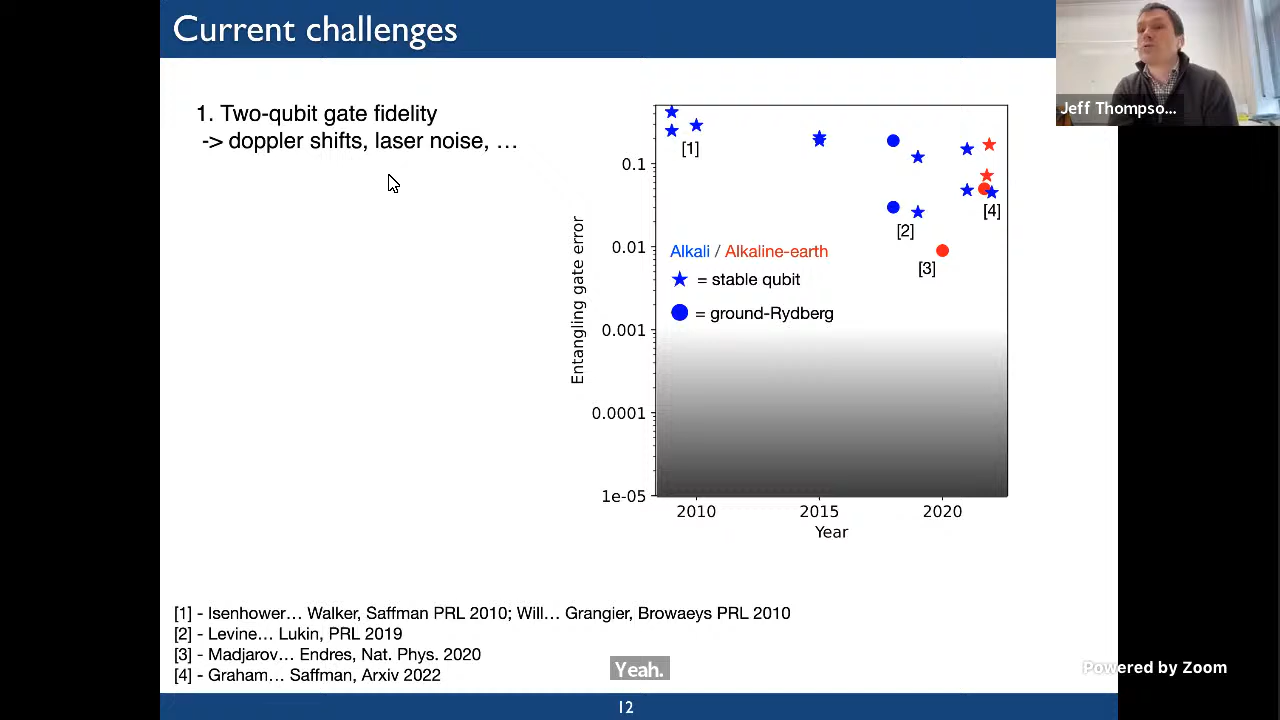 Current challenges
Jeff Thompso...
1. Two-qubit gate fidelity
-> doppler shifts, laser noise, …
[1]
0.1
[4]
[2]
0.01
Alkali / Alkaline-earth
[3]
= stable qubit
= ground-Rydberg
0.001
Entangling gate error
0.0001
1e-05
2010 2015 2020
Year
[1] - Isenhower… Walker, Saffman PRL 2010; Will… Grangier, Browaeys PRL 2010
[2] - Levine… Lukin, PRL 2019
[3] - Madjarov… Endres, Nat. Phys. 2020
[4] - Graham… Saffman, Arxiv 2022
Yeah.
Powered by Zoom
12